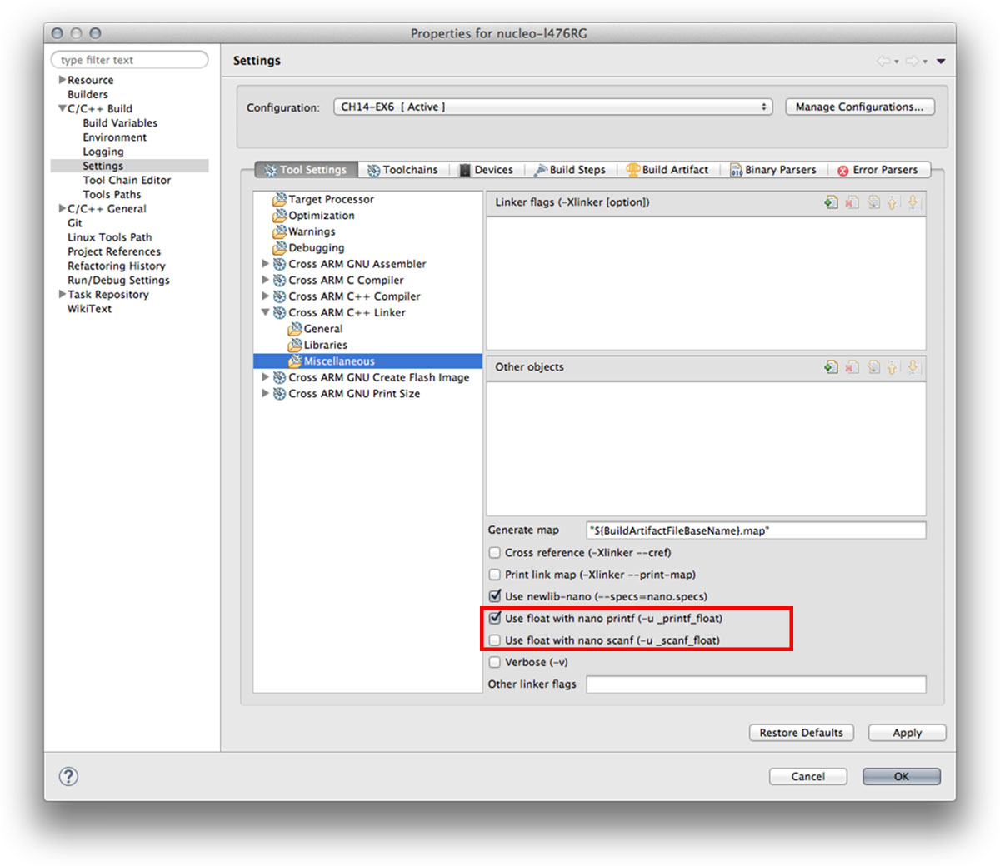 Properties for nucleo-l476RG
type filter text
Resource
Builders
C/C++ Build
Build Variables
Environment
Logging
Settings
Tool Chain Editor
Tools Paths
C/C++ General
Git
Linux Tools Path
Project References
Refactoring History
Run/Debug Settings
Task Repository
WikiText
Settings
Configuration: CH14-EX6 [ Active ] Manage Configurations...
Tool Settings Toolchains Devices Build Steps Build Artifact Binary Parsers Error Parsers
Target Processor
Optimization
Warnings
Debugging
Cross ARM GNU Assembler
Cross ARM C Compiler
Cross ARM C++ Compiler
Cross ARM C++ Linker
General
Libraries
Miscellaneous
Cross ARM GNU Create Flash Image
Cross ARM GNU Print Size
Linker flags (-Xlinker [option])
Other objects
Generate map "${BuildArtifactFileBaseName}.map"
Cross reference (-Xlinker --cref)
Print link map (-Xlinker --print-map)
Use newlib-nano (--specs=nano.specs)
Use float with nano printf (-u _printf_float)
Use float with nano scanf (-u _scanf_float)
Verbose (-v)
Other linker flags
Restore Defaults Apply
? Cancel OK